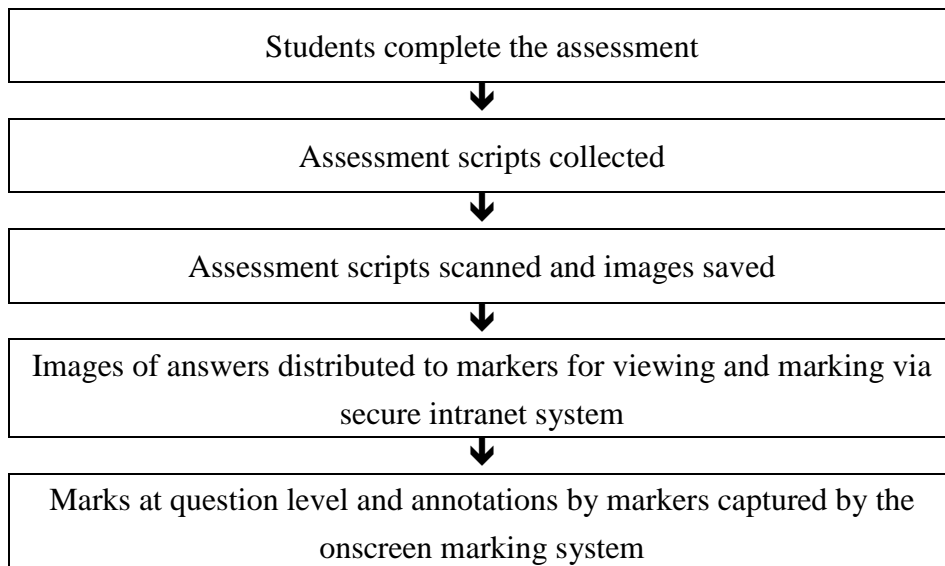 Students complete the assessment
Assessment scripts collected
Assessment scripts scanned and images saved
Images of answers distributed to markers for viewing and marking via
secure intranet system
Marks at question level and annotations by markers captured by the
onscreen marking system